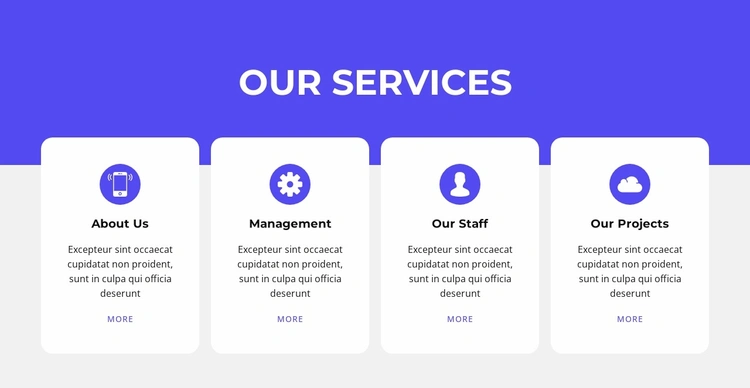 OUR SERVICES
About Us
Excepteur sint occaecat
cupidatat non proident,
sunt in culpa qui officia
deserunt
MORE
Management
Excepteur sint occaecat
cupidatat non proident,
sunt in culpa qui officia
deserunt
MORE
Our Staff
Excepteur sint occaecat
cupidatat non proident,
sunt in culpa qui officia
deserunt
MORE
Our Projects
Excepteur sint occaecat
cupidatat non proident,
sunt in culpa qui officia
deserunt
MORE